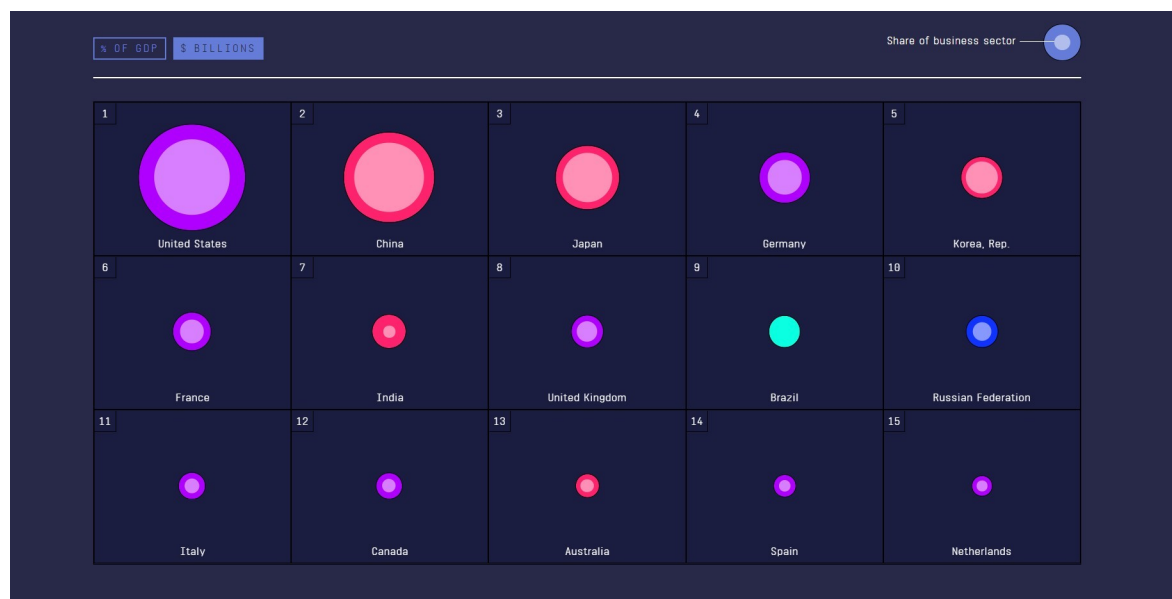 % OF GDP
$ BILLIONS
Share of business sector
1
United States
2
China
3
Japan
4
Germany
5
Korea, Rep.
6
France
7
India
8
United Kingdom
9
Brazil
10
Russian Federation
11
Italy
12
Canada
13
Australia
14
Spain
15
Netherlands